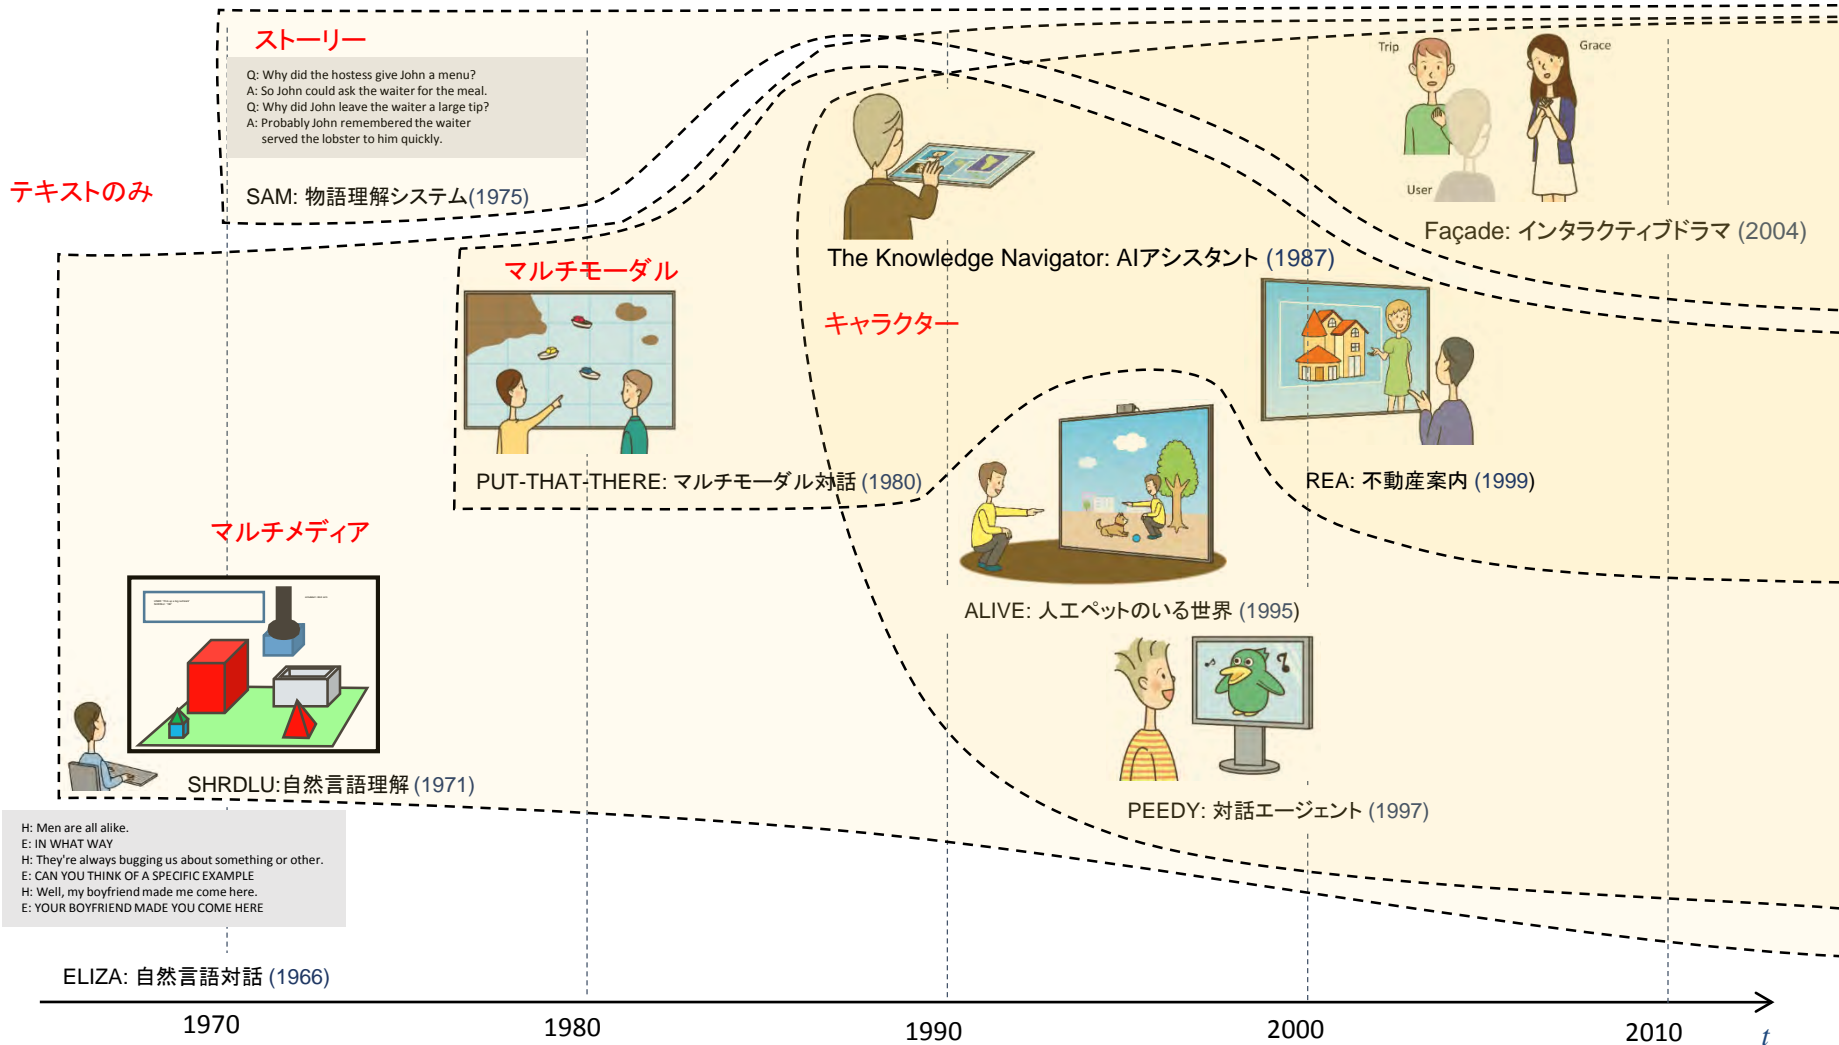 ストーリー
Q: Why did the hostess give John a menu?
A: So John could ask the waiter for the meal.
Q: Why did John leave the waiter a large tip?
A: Probably John remembered the waiter
served the lobster to him quickly.
SAM: 物語理解システム(1975)
テキストのみ
Trip
Grace
User
Façade: インタラクティブドラマ (2004)
The Knowledge Navigator: AIアシスタント (1987)
マルチモーダル
キャラクター
PUT-THAT-THERE: マルチモーダル対話 (1980)
REA: 不動産案内 (1999)
マルチメディア
ALIVE: 人工ペットのいる世界 (1995)
SHRDLU:自然言語理解 (1971)
PEEDY: 対話エージェント (1997)
H: Men are all alike.
E: IN WHAT WAY
H: They're always bugging us about something or other.
E: CAN YOU THINK OF A SPECIFIC EXAMPLE
H: Well, my boyfriend made me come here.
E: YOUR BOYFRIEND MADE YOU COME HERE
ELIZA: 自然言語対話 (1966)
1970
1980
1990
2000
2010
t